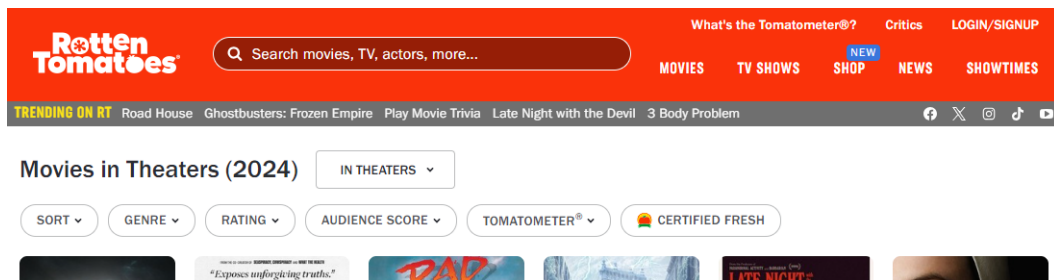 What's the Tomatometer®? Critics LOGIN/SIGNUP
Rotten
Tomatoes
Search movies, TV, actors, more...
NEW
MOVIES TV SHOWS SHOP NEWS SHOWTIMES
TRENDING ON RT Road House Ghostbusters: Frozen Empire Play Movie Trivia Late Night with the Devil 3 Body Problem
Movies in Theaters (2024) IN THEATERS
SORT GENRE RATING AUDIENCE SCORE TOMATOMETER® CERTIFIED FRESH
"Exposes unforgiving truths."
LATE NIGHT